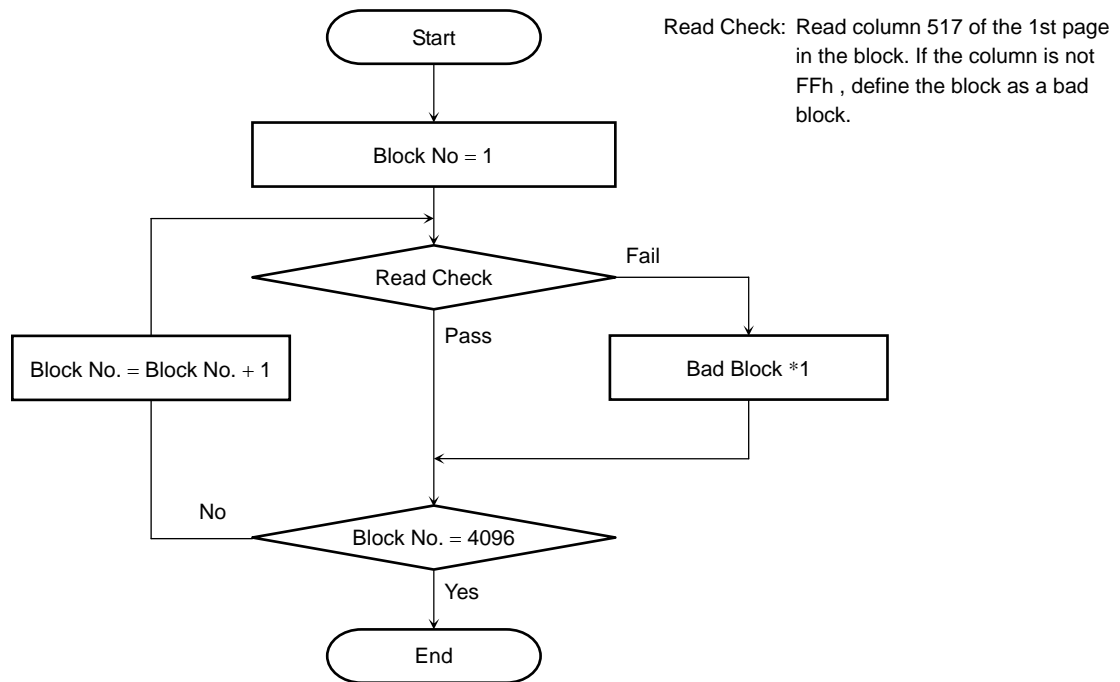 Start
Read Check: Read column 517 of the 1st page
in the block. If the column is not
FFh , define the block as a bad
block.
Block No = 1
Read Check
Fail
Pass
Block No. = Block No. + 1
Bad Block *1
No
Block No. = 4096
Yes
End